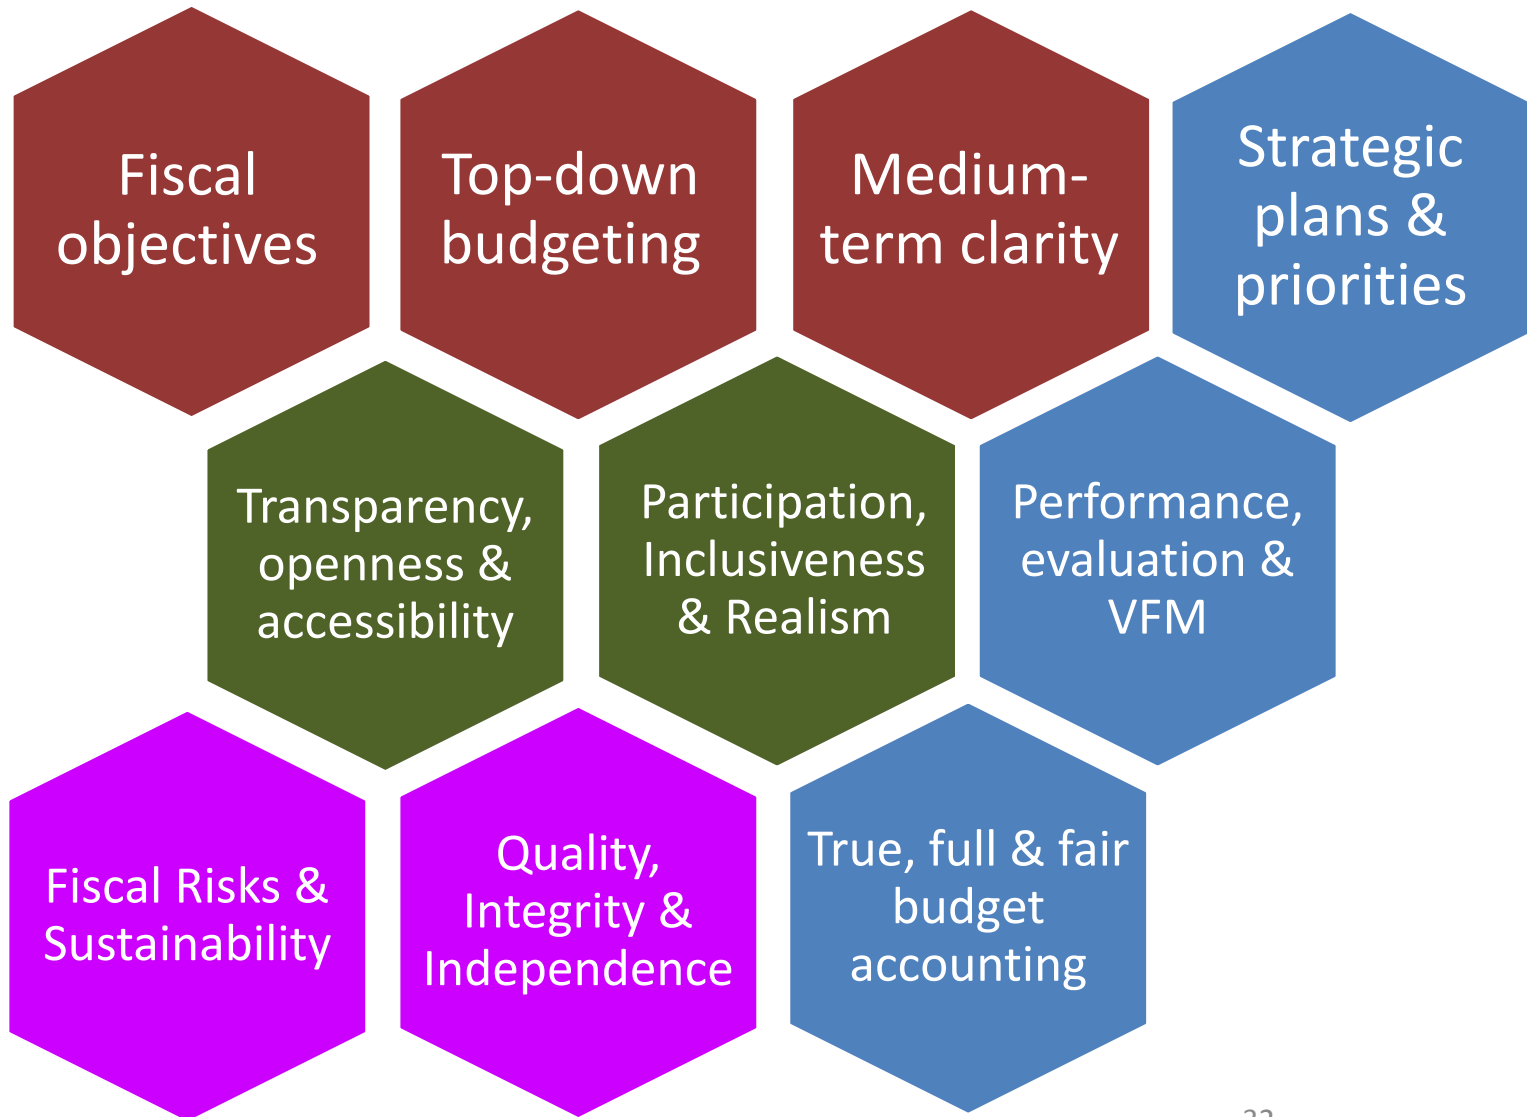 Fiscal
objectives
Top-down
budgeting
Medium-
term clarity
Strategic
plans &
priorities
Transparency,
openness &
accessibility
Participation,
Inclusiveness
& Realism
Performance,
evaluation &
VFM
Fiscal Risks &
Sustainability
Quality,
Integrity &
Independence
True, full & fair
budget
accounting